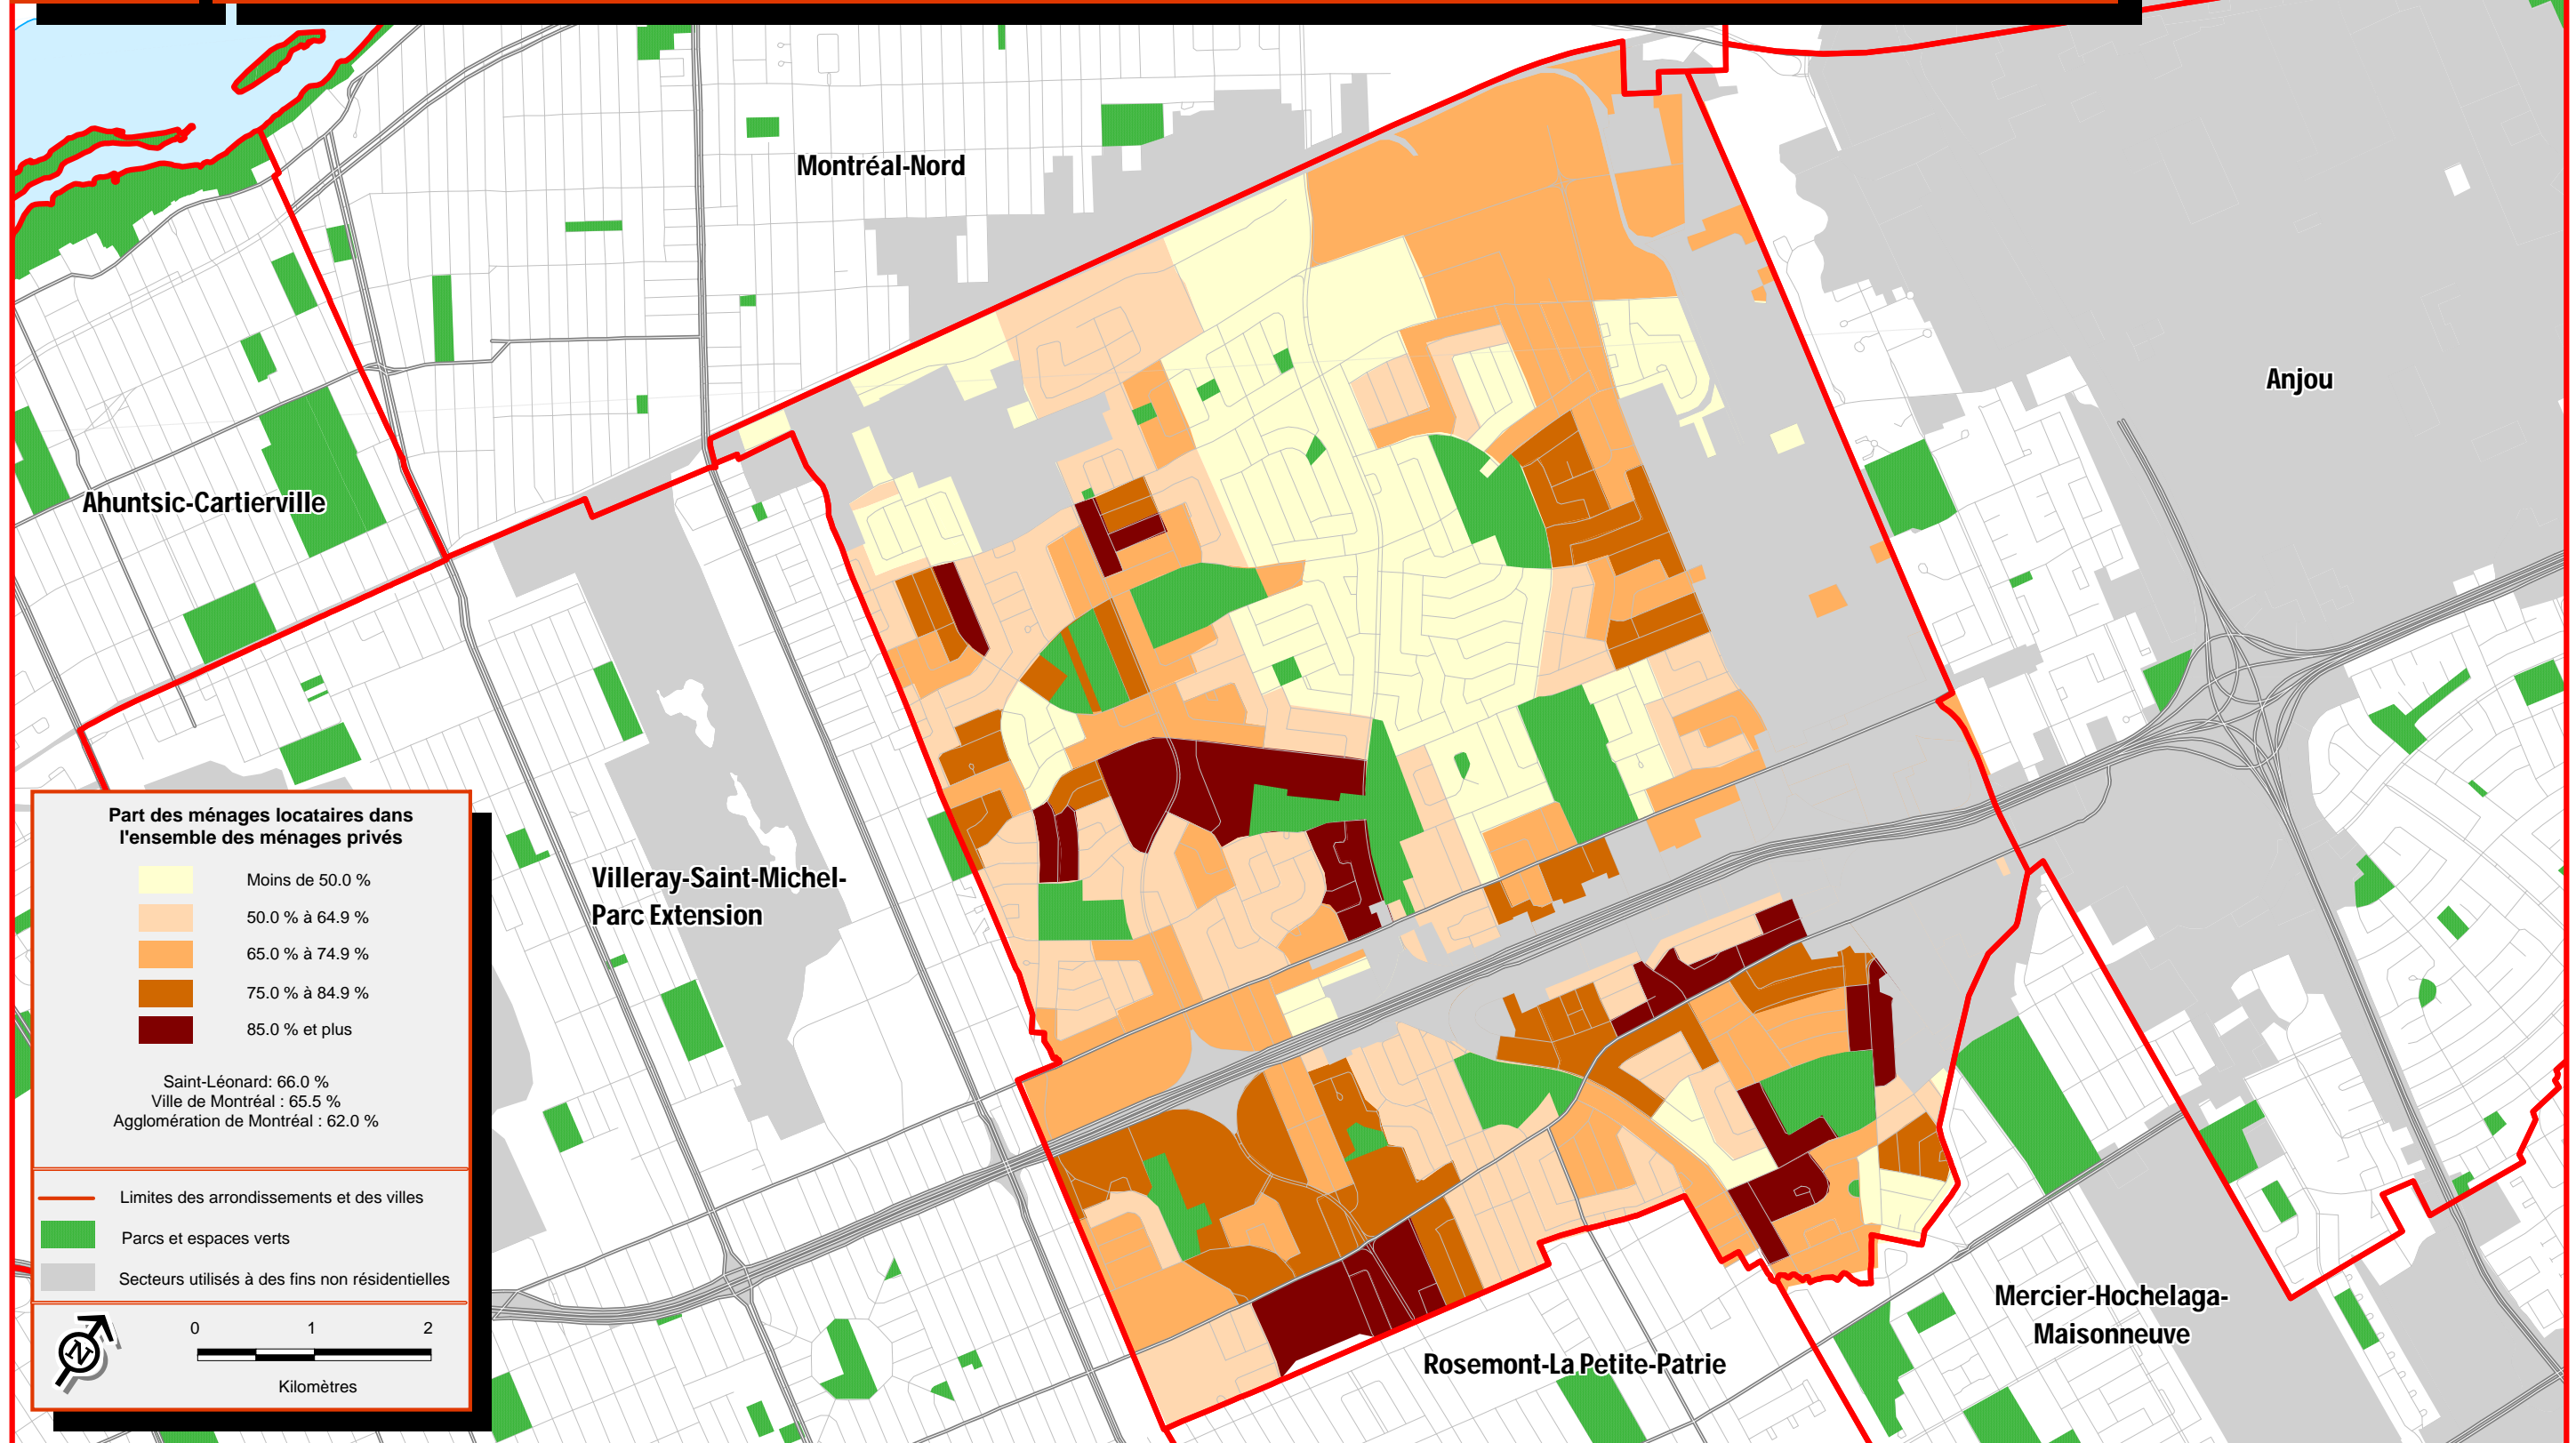 Montréal-Nord
Anjou
Ahuntsic-Cartierville
Villeray-Saint-Michel-
Parc Extension
Part des ménages locataires dans
l'ensemble des ménages privés
Moins de 50.0 %
50.0 % à 64.9 %
65.0 % à 74.9 %
75.0 % à 84.9 %
85.0 % et plus
Saint-Léonard: 66.0 %
Ville de Montréal : 65.5 %
Agglomération de Montréal : 62.0 %
Limites des arrondissements et des villes
Parcs et espaces verts
Secteurs utilisés à des fins non résidentielles
N
0 1 2
Kilomètres
Mercier-Hochelaga-
Maisonneuve
Rosemont-La Petite-Patrie